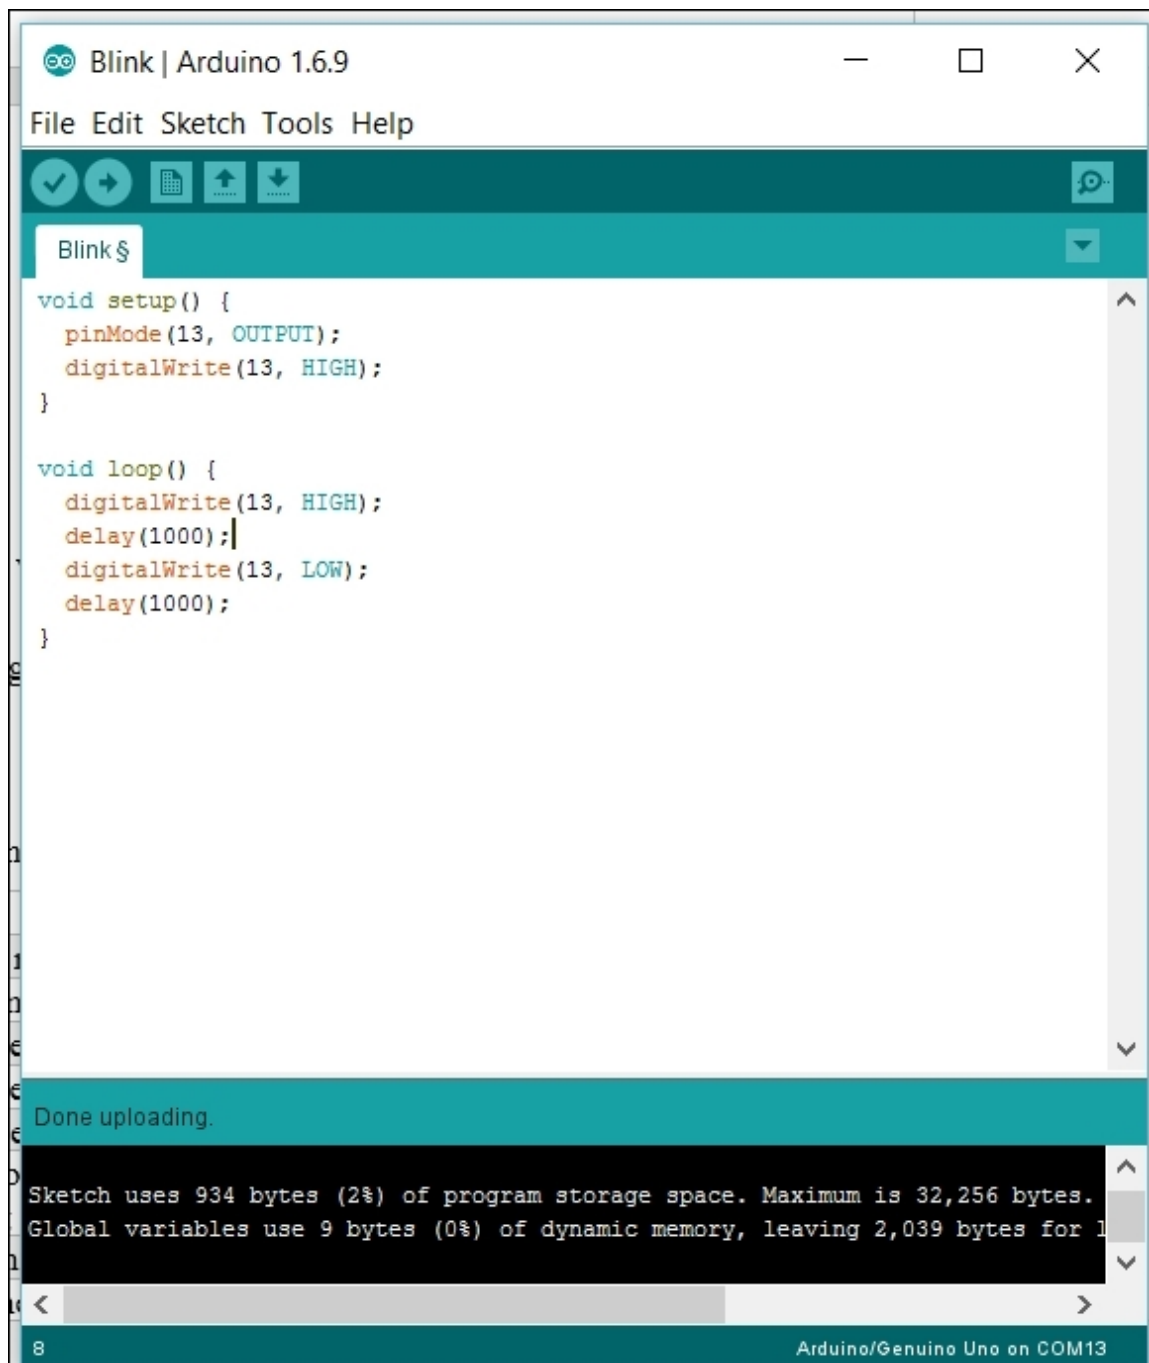 Blink | Arduino 1.6.9
File Edit Sketch Tools Help
Blink §
void setup() {
  pinMode(13, OUTPUT);
  digitalWrite(13, HIGH);
}
void loop() {
  digitalWrite(13, HIGH);
  delay(1000);
  digitalWrite(13, LOW);
  delay(1000);
}
Done uploading.
Sketch uses 934 bytes (2%) of program storage space. Maximum is 32,256 bytes.
Global variables use 9 bytes (0%) of dynamic memory, leaving 2,039 bytes for
8 Arduino/Genuino Uno on COM13